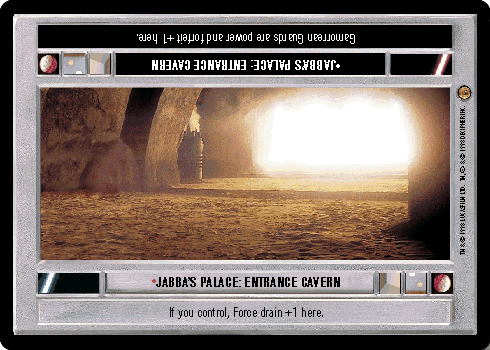 Gamorrean Guards are power and forfeit +1 here.
•JABBA'S PALACE: ENTRANCE CAVERN
•JABBA'S PALACE: ENTRANCE CAVERN
If you control, Force drain +1 here.